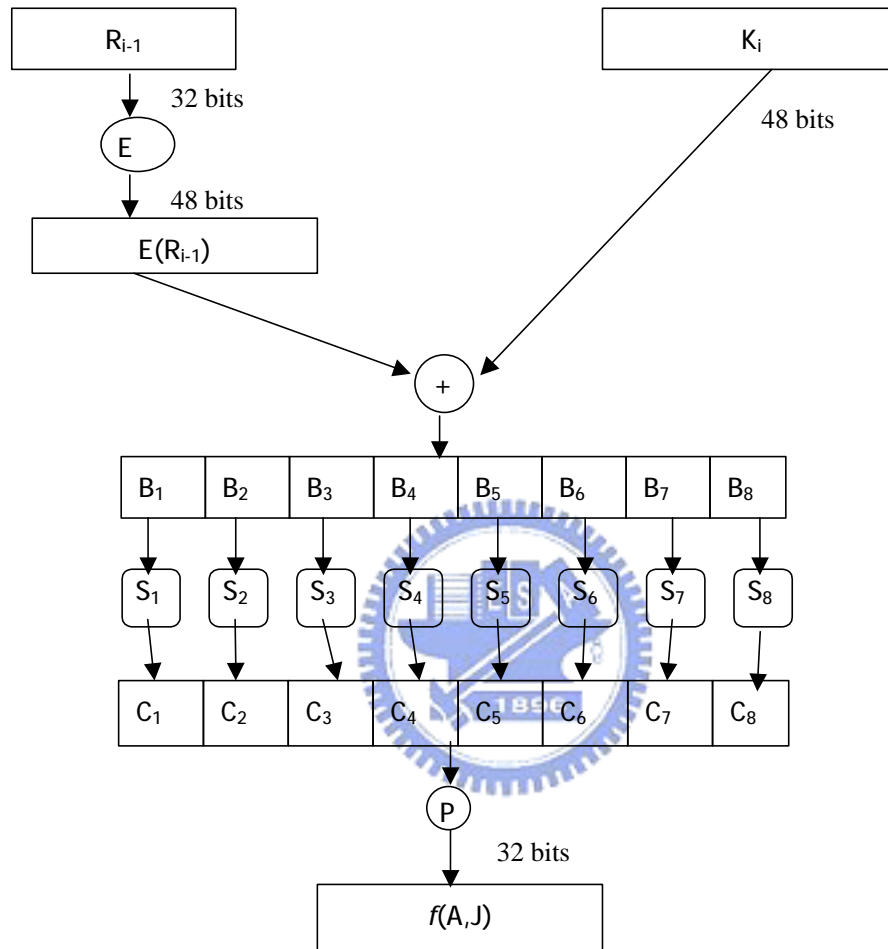 Rᵢ₋₁ Kᵢ
32 bits
48 bits
E
48 bits
E(Rᵢ₋₁)
+
B₁ B₂ B₃ B₄ B₅ B₆ B₇ B₈
S₁ S₂ S₃ S₄ S₅ S₆ S₇ S₈
C₁ C₂ C₃ C₄ C₅ C₆ C₇ C₈
1896
P
32 bits
f(A,J)